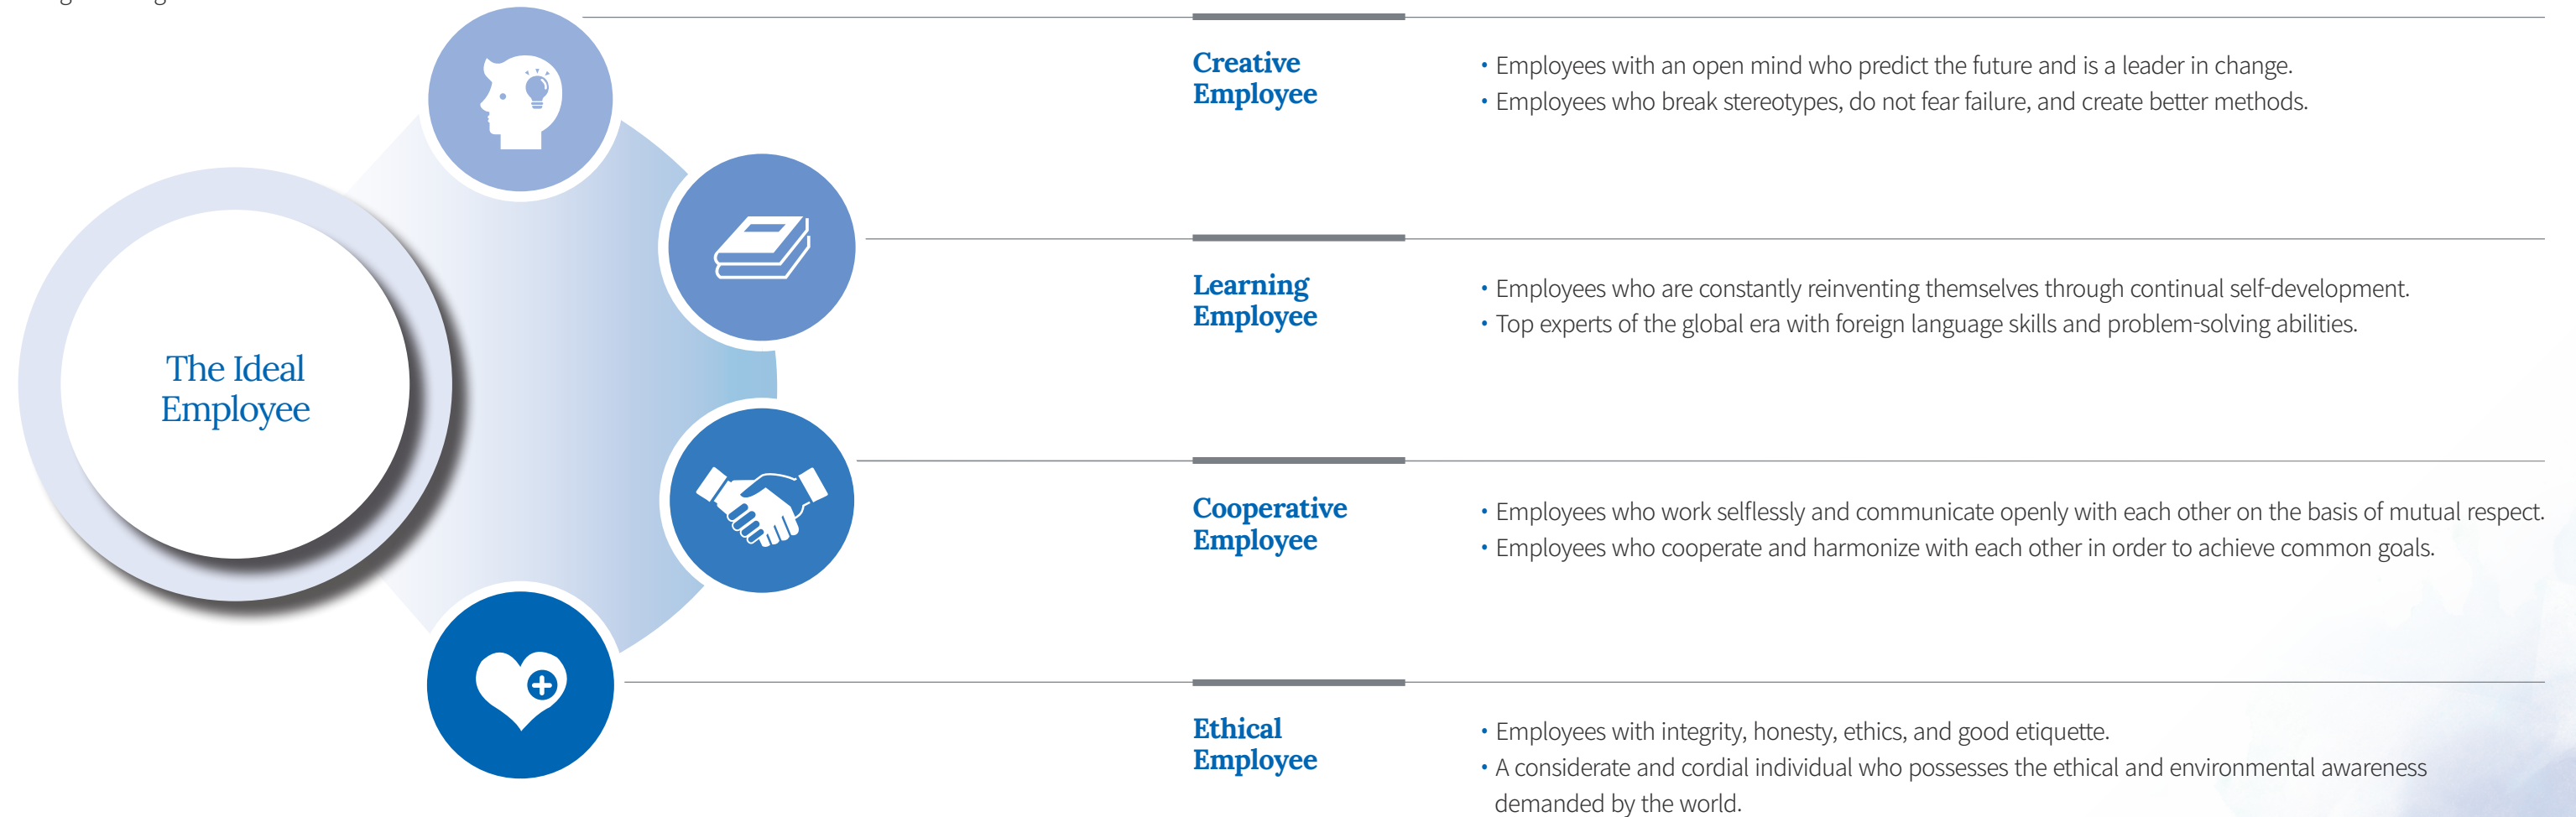 The Ideal
Employee
Creative
Employee
• Employees with an open mind who predict the future and is a leader in change.
• Employees who break stereotypes, do not fear failure, and create better methods.
Learning
Employee
• Employees who are constantly reinventing themselves through continual self-development.
• Top experts of the global era with foreign language skills and problem-solving abilities.
Cooperative
Employee
• Employees who work selflessly and communicate openly with each other on the basis of mutual respect.
• Employees who cooperate and harmonize with each other in order to achieve common goals.
Ethical
Employee
• Employees with integrity, honesty, ethics, and good etiquette.
• A considerate and cordial individual who possesses the ethical and environmental awareness
demanded by the world.